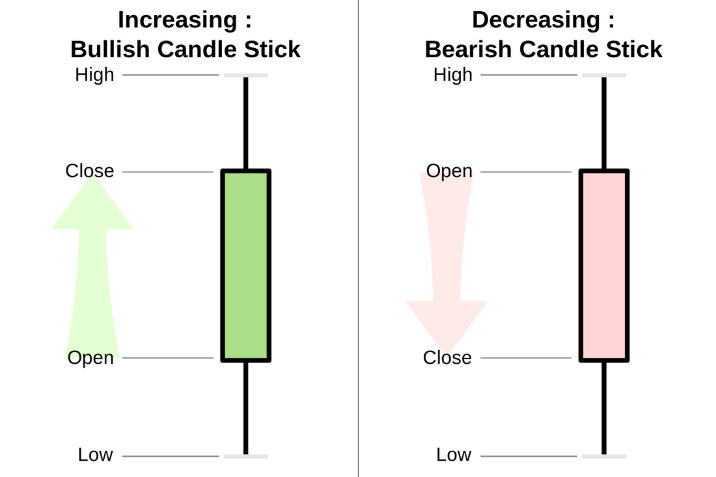 Increasing :
Bullish Candle Stick
High
Close
Open
Low
Decreasing :
Bearish Candle Stick
High
Open
Close
Low